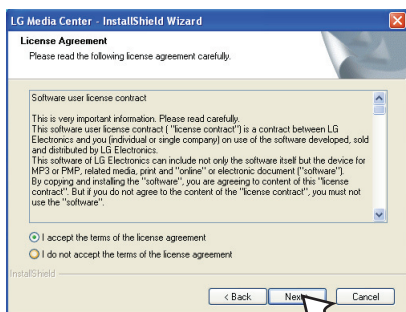 LG Media Center - InstallShield Wizard
License Agreement
Please read the following license agreement carefully.
Software user license contract
This is very important information. Please read carefully.
This software user license contract ( "license contract") is a contract between LG
Electronics and you (individual or single company) on use of the software developed, sold
and distributed by LG Electronics.
This software of LG Electronics can include not only the software itself but the device for
MP3 or PMP, related media, print and "online" or electronic document ("software").
By copying and installing the "software", you are agreeing to content of this "license
contract". But if you do not agree to the content of the "license contract", you must not
use the "software".
I accept the terms of the license agreement
I do not accept the terms of the license agreement
InstallShield
< Back
Next
Cancel